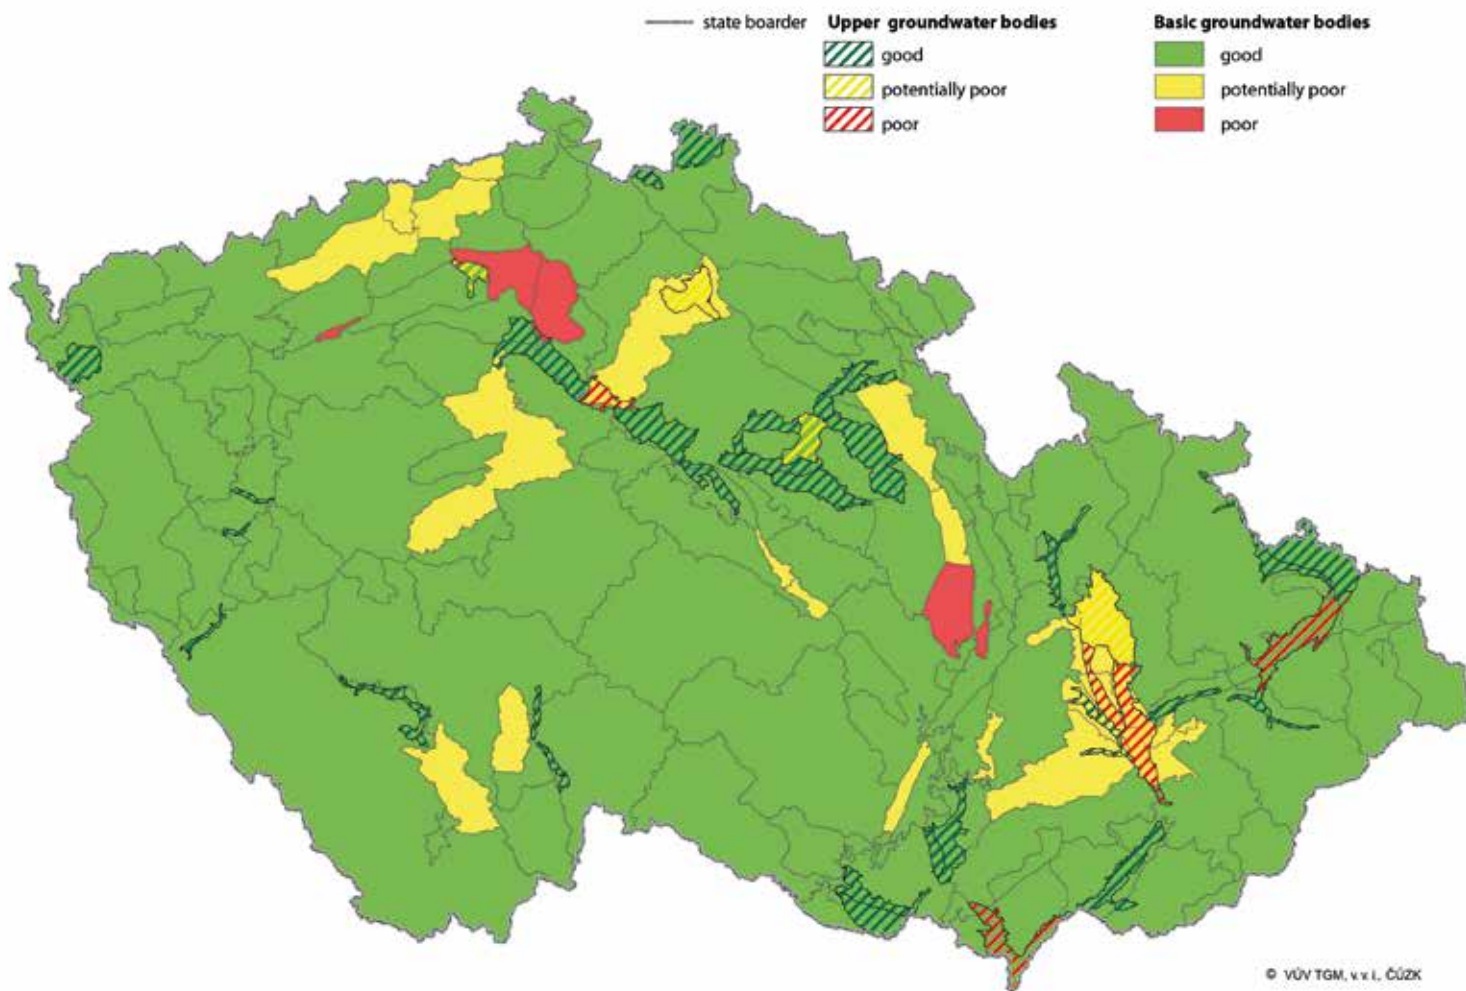 state boarder
Upper groundwater bodies
good
potentially poor
poor
Basic groundwater bodies
good
potentially poor
poor
© VÚV TGM, v. v. i., ČÚZK